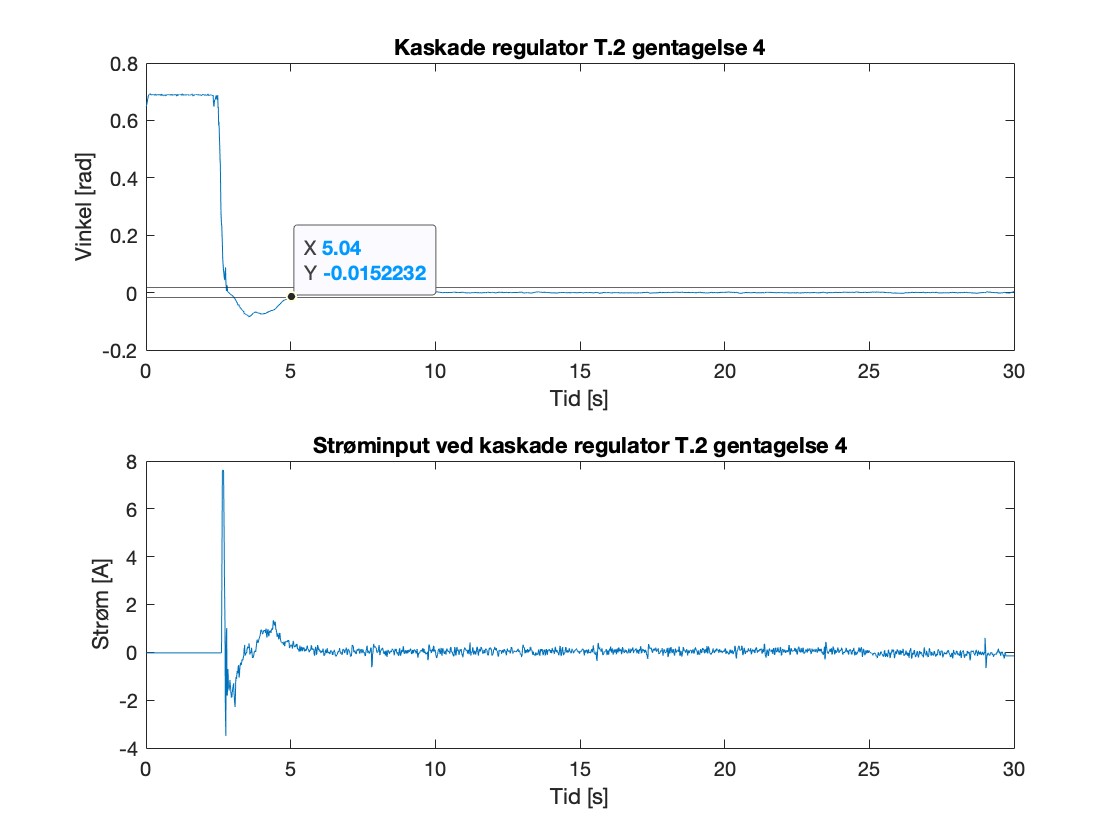 Kaskade regulator T.2 gentagelse 4
0.8
0.6
0.4
0.2
0
-0.2
Vinkel [rad]
X 5.04
Y -0.0152232
0 5 10 15 20 25 30
Tid [s]
Strøminput ved kaskade regulator T.2 gentagelse 4
8
6
4
2
0
-2
-4
Strøm [A]
0 5 10 15 20 25 30
Tid [s]